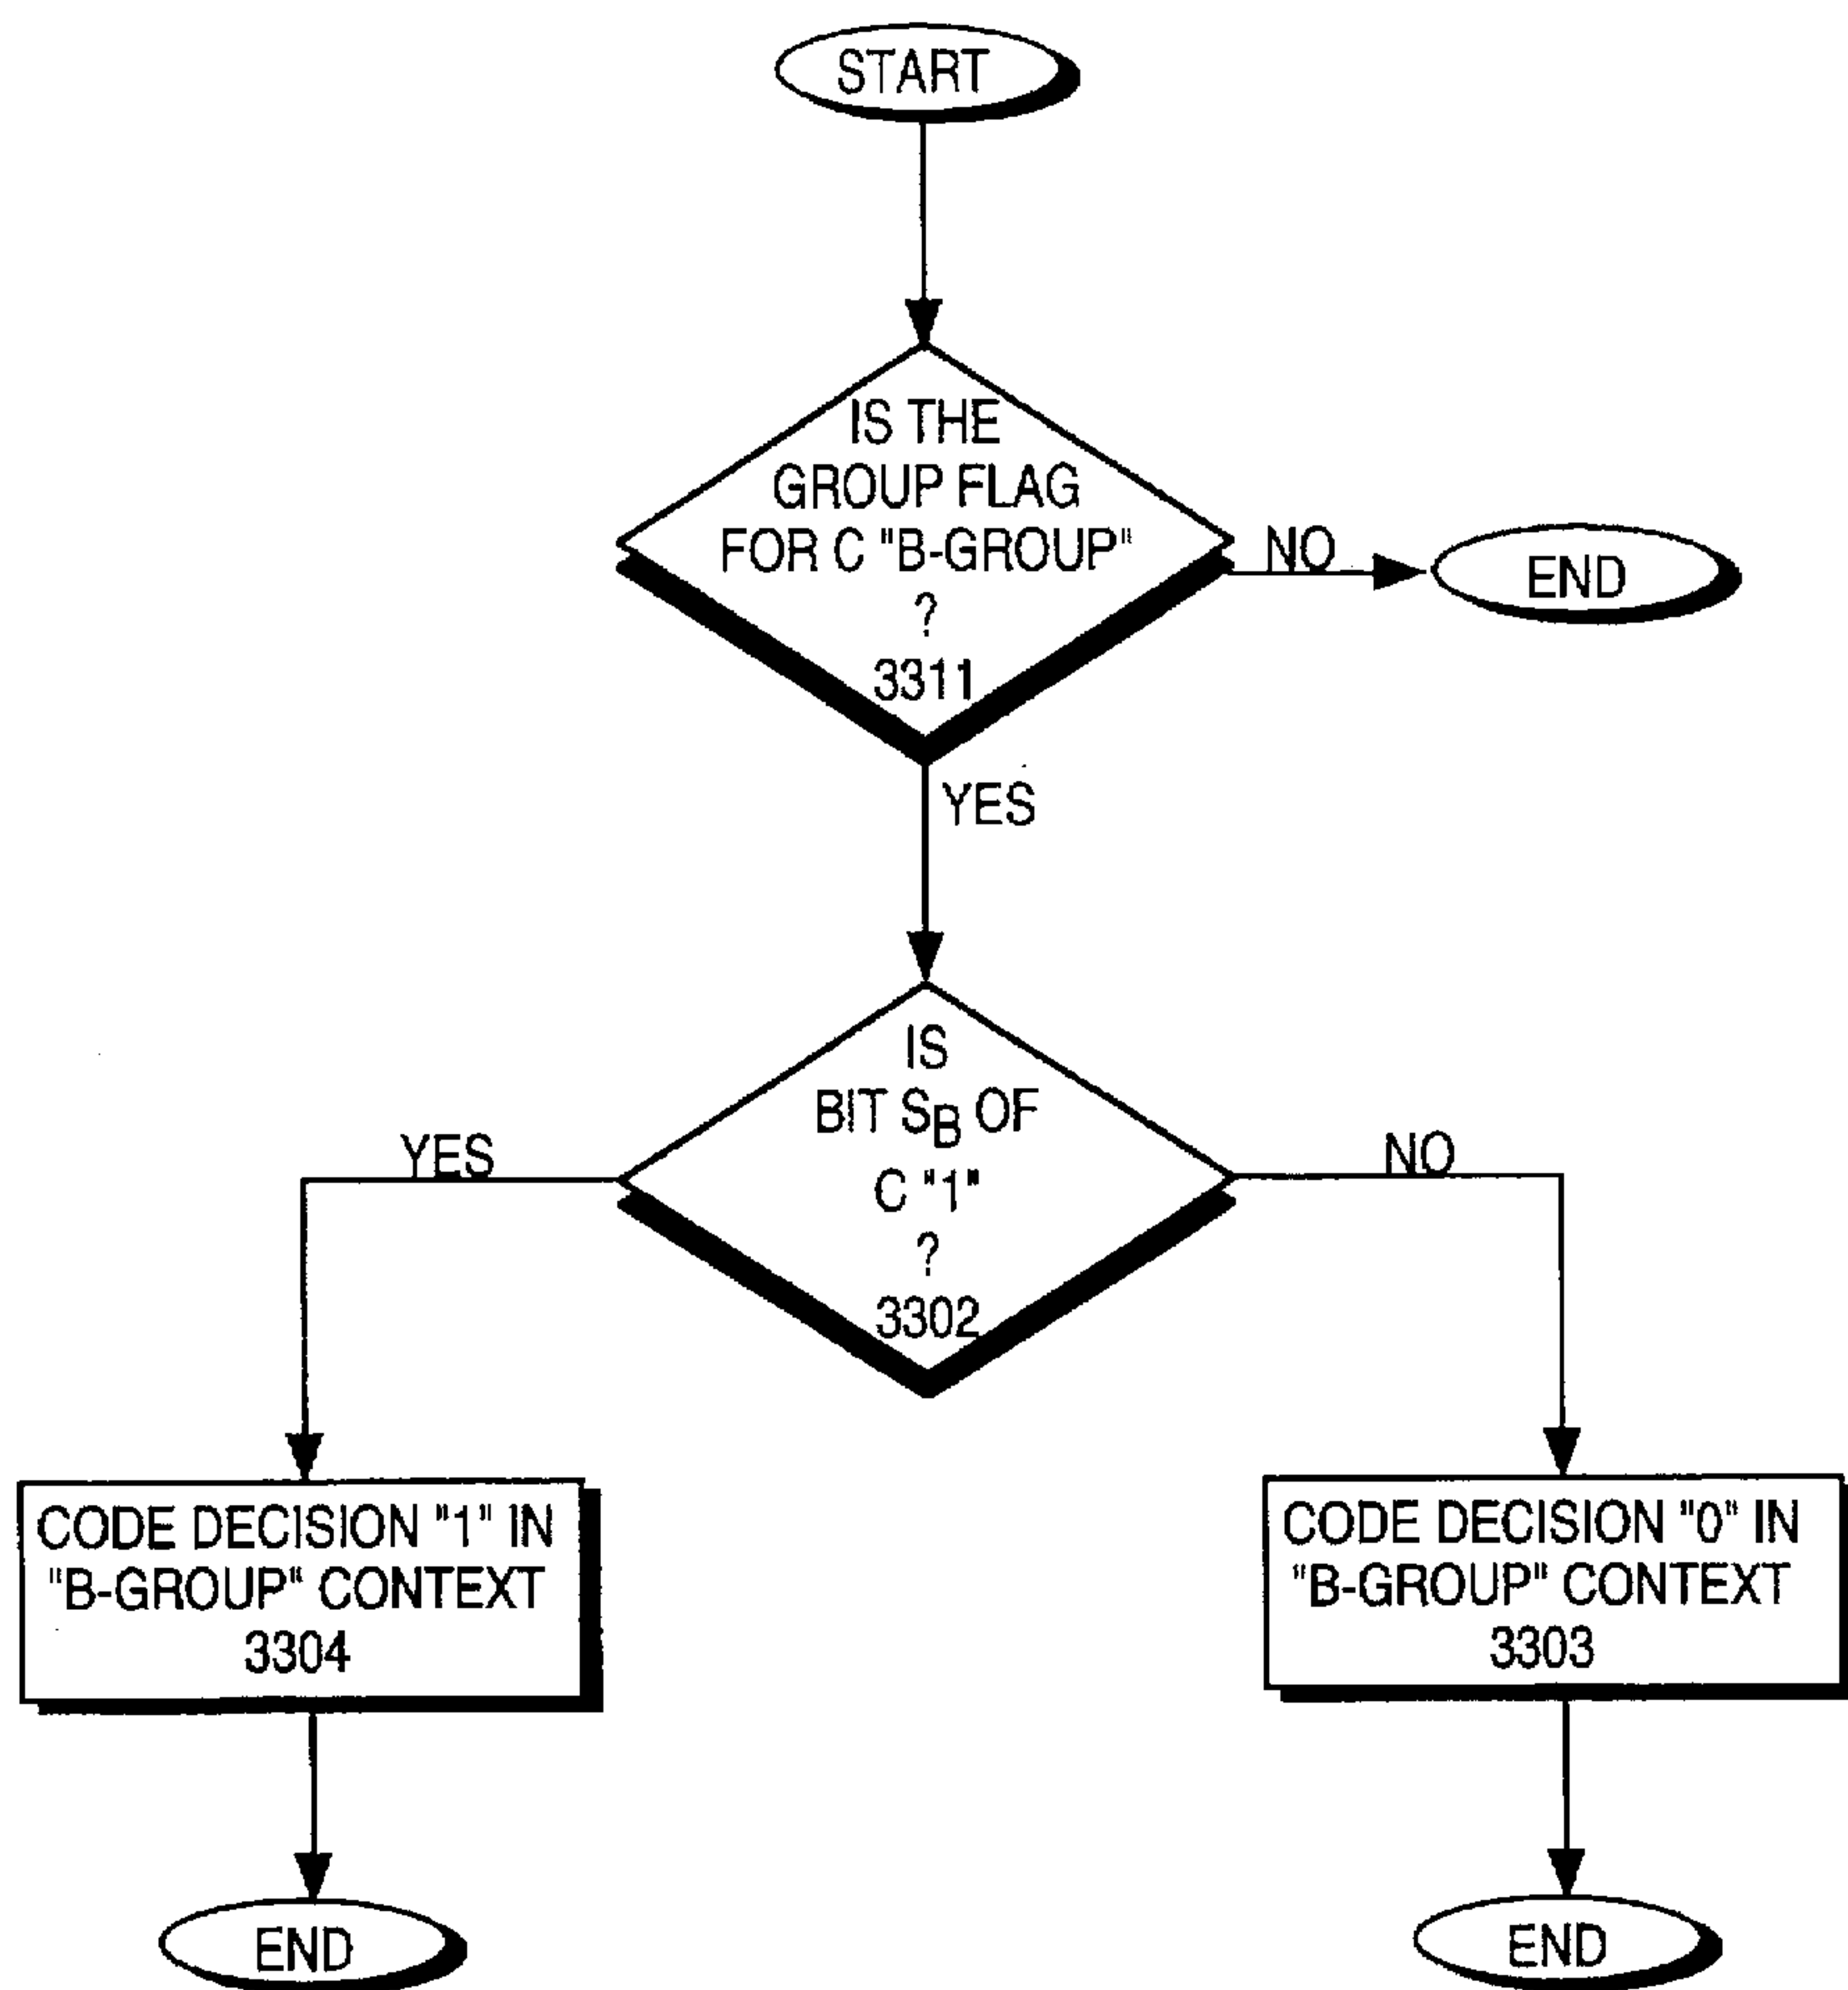 START
IS THE
GROUP FLAG
FOR C "B-GROUP"
?
3311
NO
END
YES
IS
BIT SB OF
C "1"
?
3302
YES
NO
CODE DECISION "1" IN
"B-GROUP" CONTEXT
3304
CODE DECISION "0" IN
"B-GROUP" CONTEXT
3303
END
END